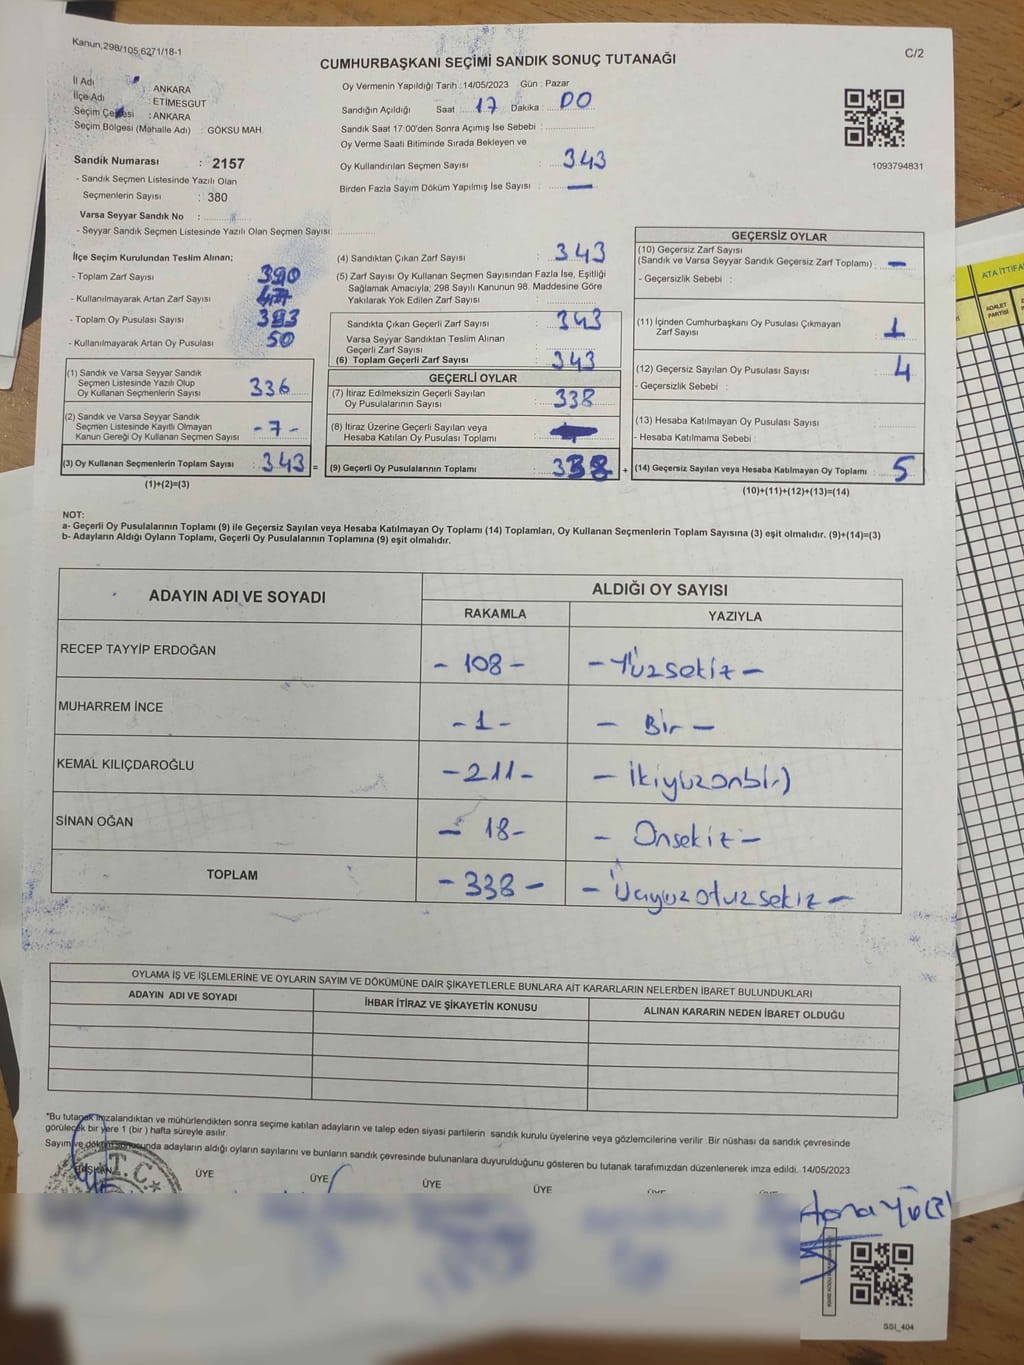 Kanun;298/105,6271/18-1
C/2
CUMHURBAŞKANI SEÇİMİ SANDIK SONUÇ TUTANAĞI
İl Adı : ANKARA
İlçe Adı : ETİMESGUT
Seçim Çevresi : ANKARA
Seçim Bölgesi (Mahalle Adı) : GÖKSU MAH.
Sandık Numarası : 2157
- Sandık Seçmen Listesinde Yazılı Olan
Seçmenlerin Sayısı : 380
Varsa Seyyar Sandık No :
- Seyyar Sandık Seçmen Listesinde Yazılı Olan Seçmen Sayısı:
Oy Vermenin Yapıldığı Tarih : 14/05/2023 Gün : Pazar
Sandığın Açıldığı Saat : 17 Dakika : 00
Sandık Saat 17:00'den Sonra Açımış İse Sebebi :
Oy Verme Saati Bitiminde Sırada Bekleyen ve
Oy Kullandırılan Seçmen Sayısı : 343
Birden Fazla Sayım Döküm Yapılmış İse Sayısı : —
1093794831
İlçe Seçim Kurulundan Teslim Alınan;
- Toplam Zarf Sayısı : 390
- Kullanılmayarak Artan Zarf Sayısı : 47
- Toplam Oy Pusulası Sayısı : 393
- Kullanılmayarak Artan Oy Pusulası : 50
(1) Sandık ve Varsa Seyyar Sandık
Seçmen Listesinde Yazılı Olup
Oy Kullanan Seçmenlerin Sayısı : 336
(2) Sandık ve Varsa Seyyar Sandık
Seçmen Listesinde Kayıtlı Olmayan
Kanun Gereği Oy Kullanan Seçmen Sayısı : -7-
(3) Oy Kullanan Seçmenlerin Toplam Sayısı : 343 =
(1)+(2)=(3)
(4) Sandıktan Çıkan Zarf Sayısı : 343
(5) Zarf Sayısı Oy Kullanan Seçmen Sayısından Fazla İse, Eşitliği
Sağlamak Amacıyla; 298 Sayılı Kanunun 98. Maddesine Göre
Yakılarak Yok Edilen Zarf Sayısı :
Sandıkta Çıkan Geçerli Zarf Sayısı : 343
Varsa Seyyar Sandıktan Teslim Alınan
Geçerli Zarf Sayısı :
(6) Toplam Geçerli Zarf Sayısı : 343
GEÇERLİ OYLAR
(7) İtiraz Edilmeksizin Geçerli Sayılan
Oy Pusulalarının Sayısı : 338
(8) İtiraz Üzerine Geçerli Sayılan veya
Hesaba Katılan Oy Pusulası Toplamı :
(9) Geçerli Oy Pusulalarının Toplamı : 338 +
GEÇERSİZ OYLAR
(10) Geçersiz Zarf Sayısı
(Sandık ve Varsa Seyyar Sandık Geçersiz Zarf Toplamı) : —
- Geçersizlik Sebebi :
(11) İçinden Cumhurbaşkanı Oy Pusulası Çıkmayan
Zarf Sayısı : 1
(12) Geçersiz Sayılan Oy Pusulası Sayısı : 4
- Geçersizlik Sebebi :
(13) Hesaba Katılmayan Oy Pusulası Sayısı :
- Hesaba Katılmama Sebebi :
(14) Geçersiz Sayılan veya Hesaba Katılmayan Oy Toplamı : 5
(10)+(11)+(12)+(13)=(14)
NOT:
a- Geçerli Oy Pusulalarının Toplamı (9) ile Geçersiz Sayılan veya Hesaba Katılmayan Oy Toplamı (14) Toplamları, Oy Kullanan Seçmenlerin Toplam Sayısına (3) eşit olmalıdır. (9)+(14)=(3)
b- Adayların Aldığı Oyların Toplamı, Geçerli Oy Pusulalarının Toplamına (9) eşit olmalıdır.
ADAYIN ADI VE SOYADI
ALDIĞI OY SAYISI
RAKAMLA YAZIYLA
RECEP TAYYİP ERDOĞAN - 108 - - Yüzsekiz -
MUHARREM İNCE - 1 - - Bir -
KEMAL KILIÇDAROĞLU - 211 - - ikiyüzonbir
SİNAN OĞAN - 18 - - Onsekiz -
TOPLAM - 338 - - Üçyüzotuzsekiz -
OYLAMA İŞ VE İŞLEMLERİNE VE OYLARIN SAYIM VE DÖKÜMÜNE DAİR ŞİKAYETLERLE BUNLARA AİT KARARLARIN NELERDEN İBARET BULUNDUKLARI
ADAYIN ADI VE SOYADI İHBAR İTİRAZ VE ŞİKAYETİN KONUSU ALINAN KARARIN NEDEN İBARET OLDUĞU
*Bu tutanak imzalandıktan ve mühürlendikten sonra seçime katılan adayların ve talep eden siyasi partilerin sandık kurulu üyelerine veya gözlemcilerine verilir. Bir nüshası da sandık çevresinde
görülecek bir yere 1 (bir) hafta süreyle asılır.
Sayım ve döküm sonucunda adayların aldığı oyların sayılarını ve bunların sandık çevresinde bulunanlara duyurulduğunu gösteren bu tutanak tarafımızdan düzenlenerek imza edildi. 14/05/2023
BAŞKAN ÜYE ÜYE ÜYE ÜYE ÜYE ÜYE
T.C.
SSI_404
ATA İTTİFA
ADALET
PARTİSİ